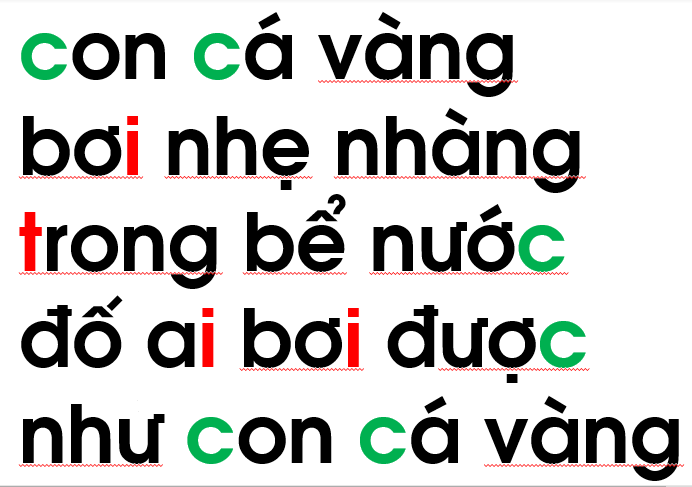 con cá vàng
bơi nhẹ nhàng
trong bể nước
đố ai bơi được
như con cá vàng